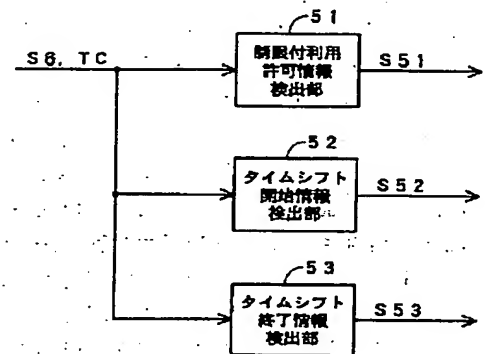 51
S6, TC
限付利用
許可情報
検出部
S51
52
タイムシフト
開始情報
検出部
S52
53
タイムシフト
終了情報
検出部
S53